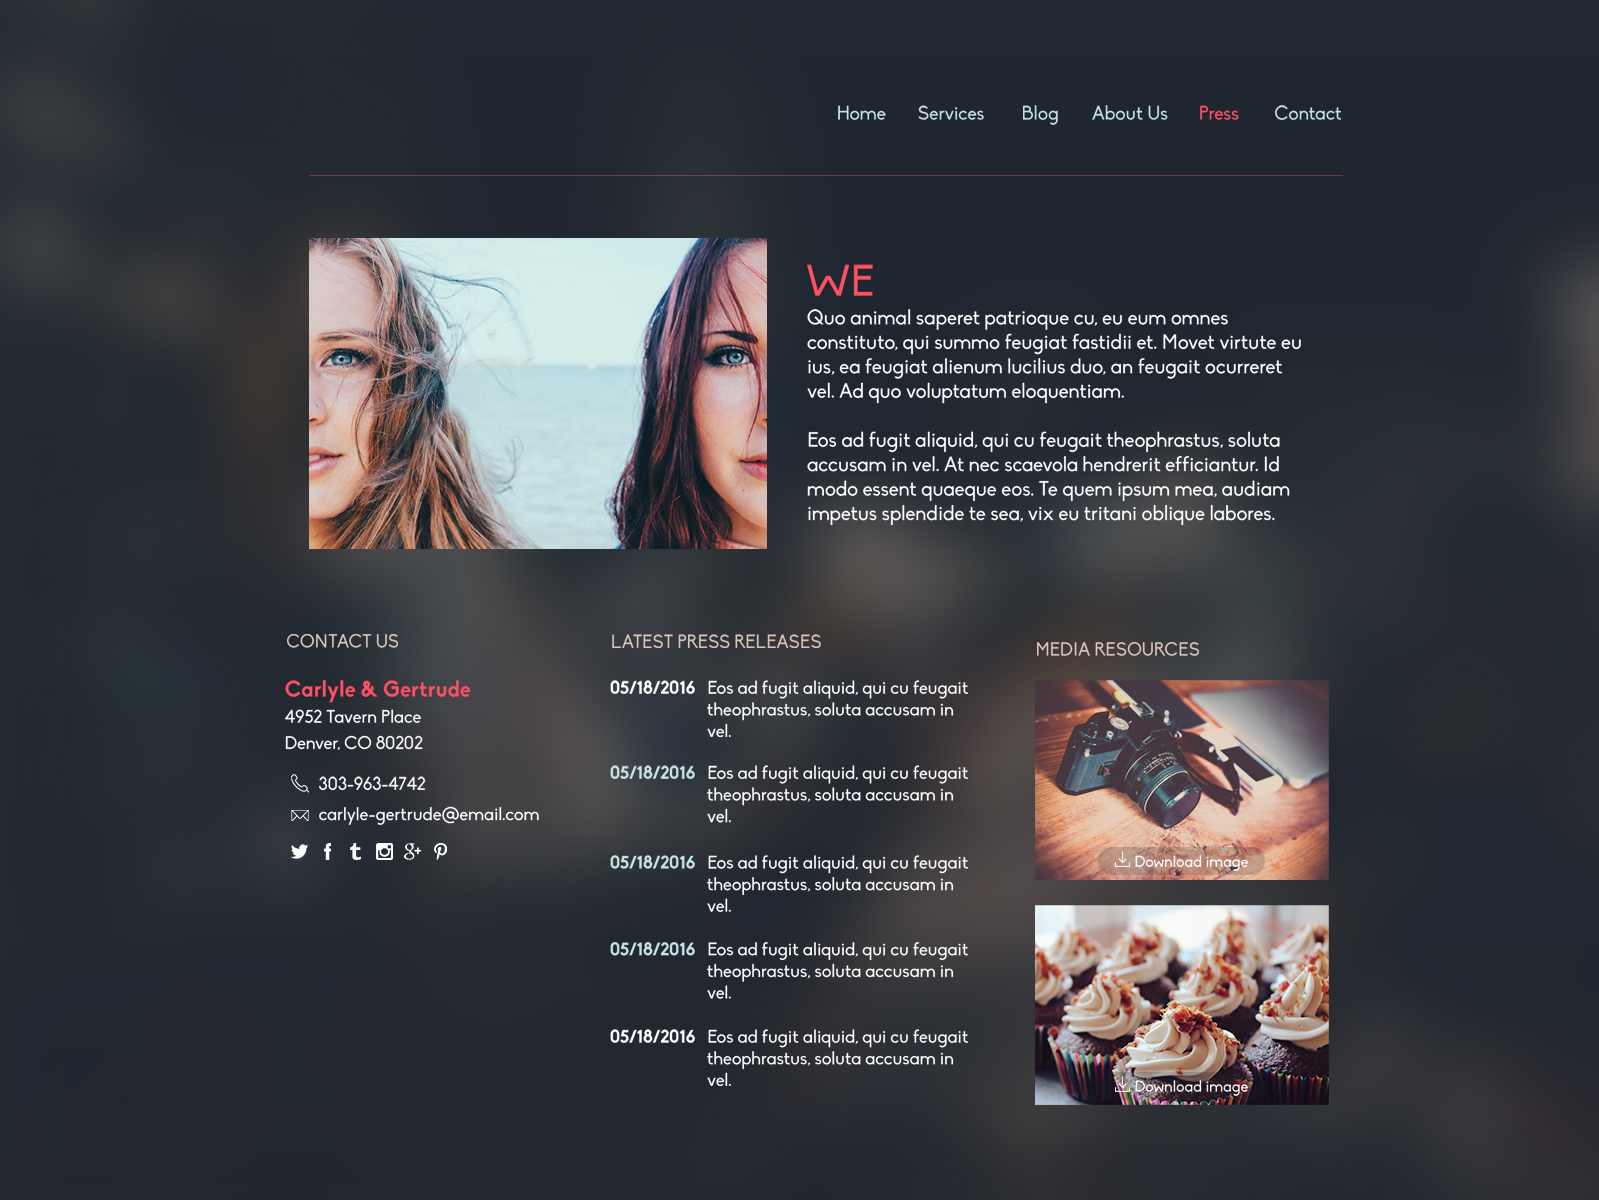 Home Services Blog About Us Press Contact
WE
Quo animal saperet patrioque cu, eu eum omnes
constituto, qui summo feugiat fastidii et. Movet virtute eu
ius, ea feugiat alienum lucilius duo, an feugait ocurreret
vel. Ad quo voluptatum eloquentiam.
Eos ad fugit aliquid, qui cu feugait theophrastus, soluta
accusam in vel. At nec scaevola hendrerit efficiantur. Id
modo essent quaeque eos. Te quem ipsum mea, audiam
impetus splendide te sea, vix eu tritani oblique labores.
CONTACT US
Carlyle & Gertrude
4952 Tavern Place
Denver, CO 80202
303-963-4742
carlyle-gertrude@email.com
LATEST PRESS RELEASES
05/18/2016 Eos ad fugit aliquid, qui cu feugait
theophrastus, soluta accusam in
vel.
05/18/2016 Eos ad fugit aliquid, qui cu feugait
theophrastus, soluta accusam in
vel.
05/18/2016 Eos ad fugit aliquid, qui cu feugait
theophrastus, soluta accusam in
vel.
05/18/2016 Eos ad fugit aliquid, qui cu feugait
theophrastus, soluta accusam in
vel.
05/18/2016 Eos ad fugit aliquid, qui cu feugait
theophrastus, soluta accusam in
vel.
MEDIA RESOURCES
Download image
Download image